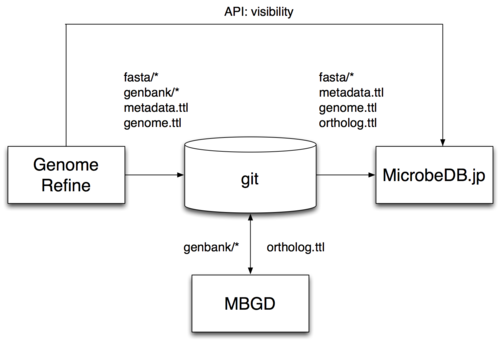 API: visibility
fasta/*
genbank/*
metadata.ttl
genome.ttl
fasta/*
metadata.ttl
genome.ttl
ortholog.ttl
Genome
Refine
git
MicrobeDB.jp
genbank/*
ortholog.ttl
MBGD